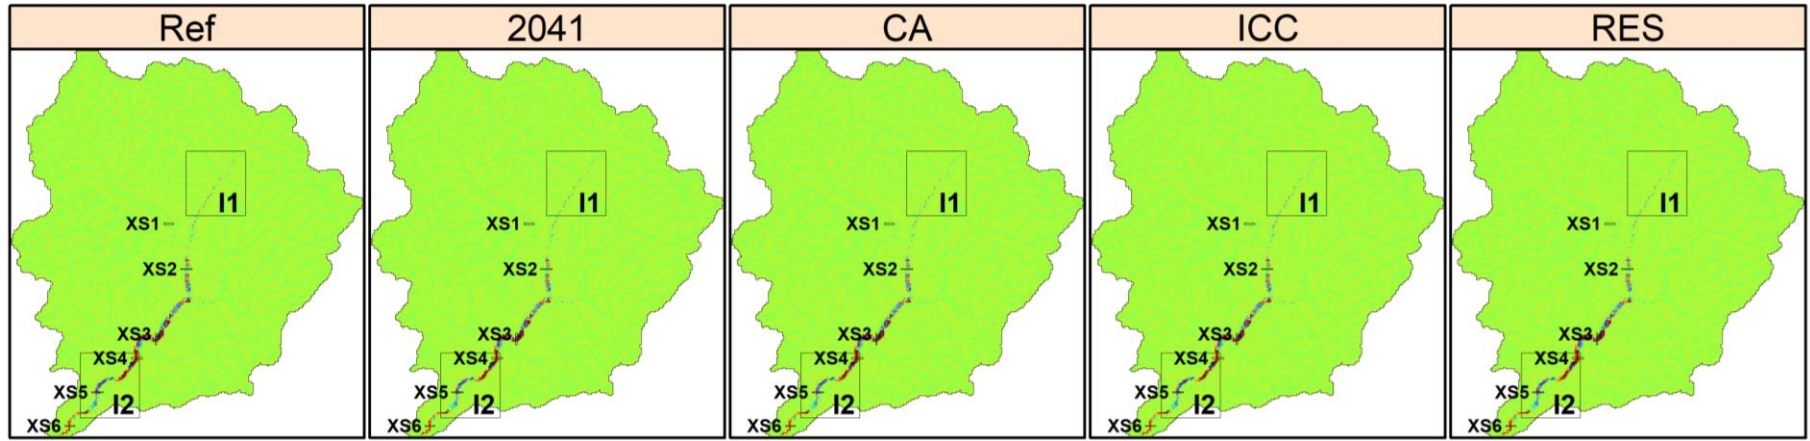 Ref 2041 CA ICC RES
I1 I1 I1 I1 I1
XS1 XS1 XS1 XS1 XS1
XS2 XS2 XS2 XS2 XS2
XS3 XS3 XS3 XS3 XS3
XS4 XS4 XS4 XS4 XS4
XS5 XS5 XS5 XS5 XS5
I2 I2 I2 I2 I2
XS6 XS6 XS6 XS6 XS6